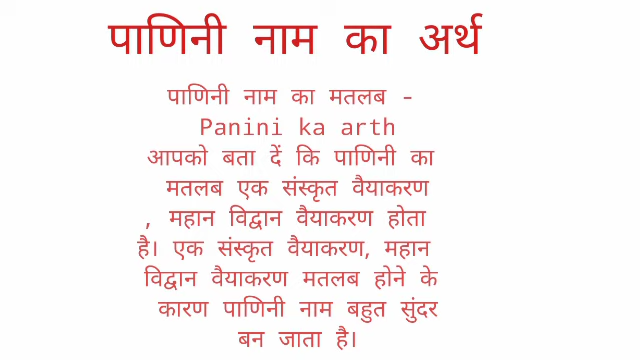 पाणिनी नाम का अर्थ
पाणिनी नाम का मतलब -
Panini ka arth
आपको बता दें कि पाणिनी का
मतलब एक संस्कृत वैयाकरण
, महान विद्वान वैयाकरण होता
है। एक संस्कृत वैयाकरण, महान
विद्वान वैयाकरण मतलब होने के
कारण पाणिनी नाम बहुत सुंदर
बन जाता है।